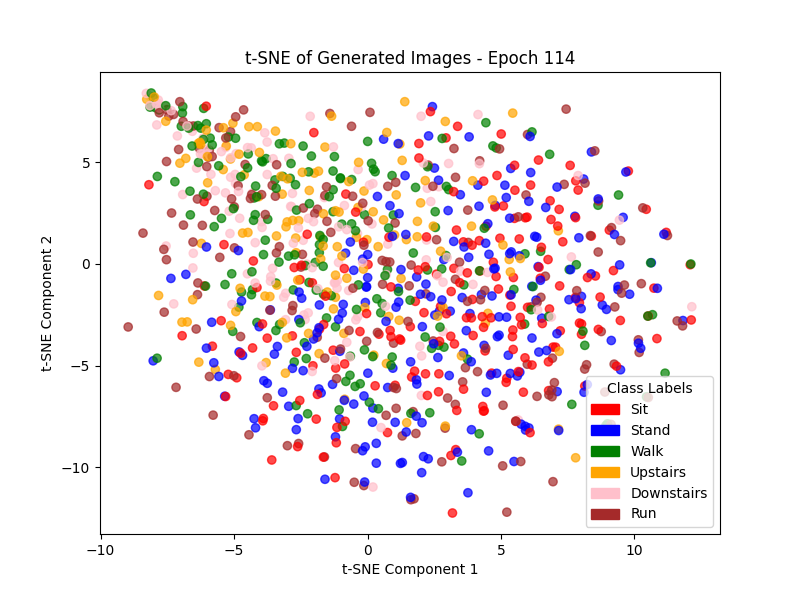 t-SNE of Generated Images - Epoch 114
t-SNE Component 2
5
0
−5
−10
−10
−5
0
5
10
t-SNE Component 1
Class Labels
Sit
Stand
Walk
Upstairs
Downstairs
Run